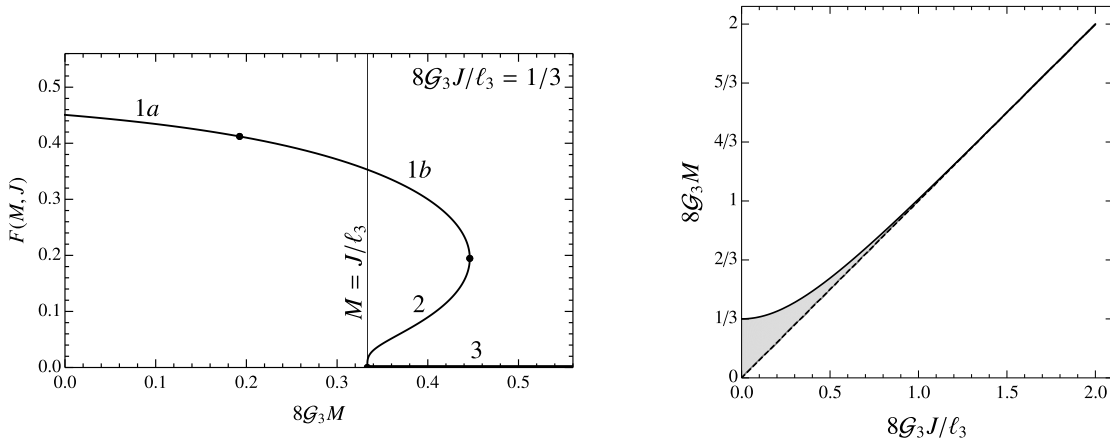 8𝒢₃J/ℓ₃ = 1/3
1a
1b
2
3
M = J/ℓ₃
F(M, J)
0.5
0.4
0.3
0.2
0.1
0.0
0.0 0.1 0.2 0.3 0.4 0.5
8𝒢₃M
8𝒢₃M
2
5/3
4/3
1
2/3
1/3
0
0.0 0.5 1.0 1.5 2.0
8𝒢₃J/ℓ₃